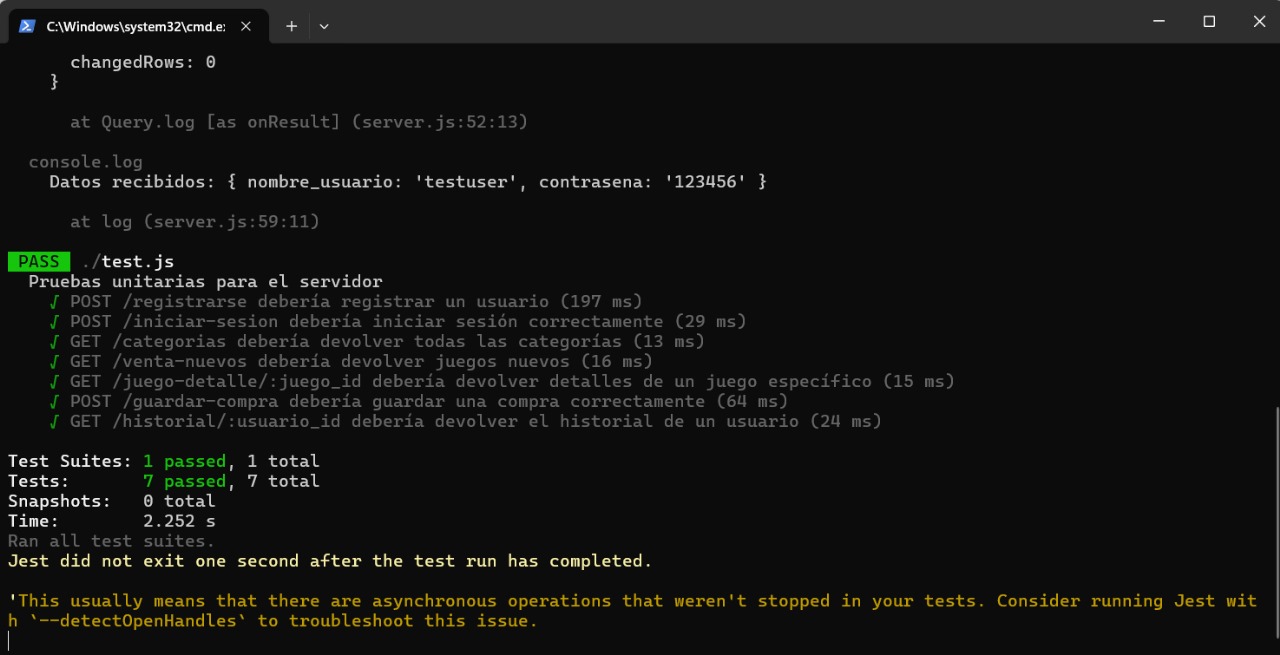 C:\Windows\system32\cmd.e
changedRows: 0
}
at Query.log [as onResult] (server.js:52:13)
console.log
Datos recibidos: { nombre_usuario: 'testuser', contrasena: '123456' }
at log (server.js:59:11)
PASS ./test.js
Pruebas unitarias para el servidor
√ POST /registrarse debería registrar un usuario (197 ms)
√ POST /iniciar-sesion debería iniciar sesión correctamente (29 ms)
√ GET /categorias debería devolver todas las categorías (13 ms)
√ GET /venta-nuevos debería devolver juegos nuevos (16 ms)
√ GET /juego-detalle/:juego_id debería devolver detalles de un juego específico (15 ms)
√ POST /guardar-compra debería guardar una compra correctamente (64 ms)
√ GET /historial/:usuario_id debería devolver el historial de un usuario (24 ms)
Test Suites: 1 passed, 1 total
Tests: 7 passed, 7 total
Snapshots: 0 total
Time: 2.252 s
Ran all test suites.
Jest did not exit one second after the test run has completed.
'This usually means that there are asynchronous operations that weren't stopped in your tests. Consider running Jest wit
h `--detectOpenHandles` to troubleshoot this issue.